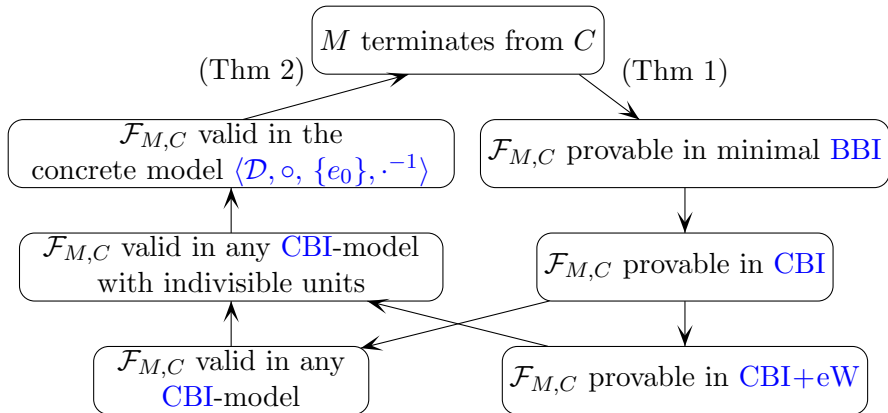 M terminates from C
(Thm 2)
(Thm 1)
ℱ_{M,C} valid in the
concrete model ⟨𝒟, ∘, {e₀}, ·⁻¹⟩
ℱ_{M,C} provable in minimal BBI
ℱ_{M,C} valid in any CBI-model
with indivisible units
ℱ_{M,C} provable in CBI
ℱ_{M,C} valid in any
CBI-model
ℱ_{M,C} provable in CBI+eW